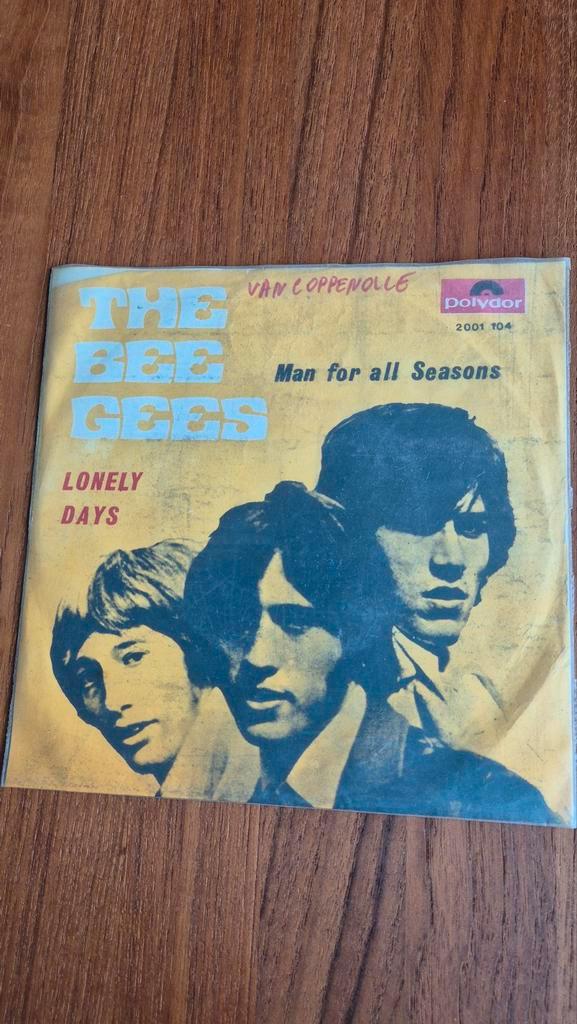 THE
BEE
GEES
VAN COPPENOLLE
polydor
2001 104
Man for all Seasons
LONELY
DAYS